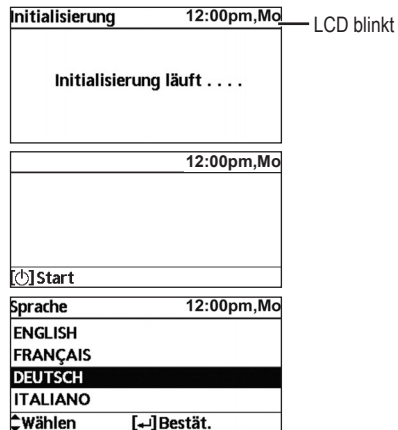 Initialisierung 12:00pm,Mo
LCD blinkt
Initialisierung läuft . . . .
12:00pm,Mo
[⏻]Start
Sprache 12:00pm,Mo
ENGLISH
FRANÇAIS
DEUTSCH
ITALIANO
Wählen [↵]Bestät.